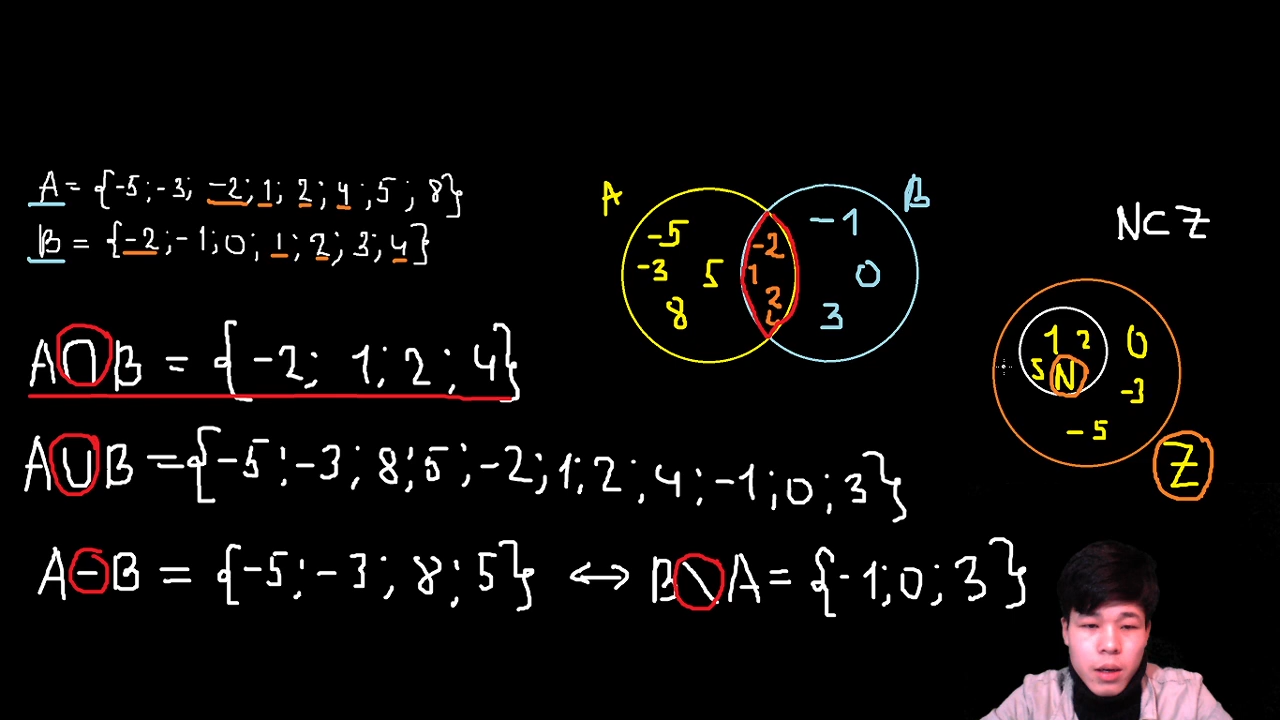 A = {-5; -3; -2; 1; 2; 4; 5; 8}
B = {-2; -1; 0; 1; 2; 3; 4}
A∩B = {-2; 1; 2; 4}
A∪B = {-5; -3; 8; 5; -2; 1; 2; 4; -1; 0; 3}
A-B = {-5; -3; 8; 5} ↔ B\A = {-1; 0; 3}
A B
-5 -2 -1
-3 5 1 0
8 2 3
4
N⊂Z
1 2 0
5 N -3
-5
Z